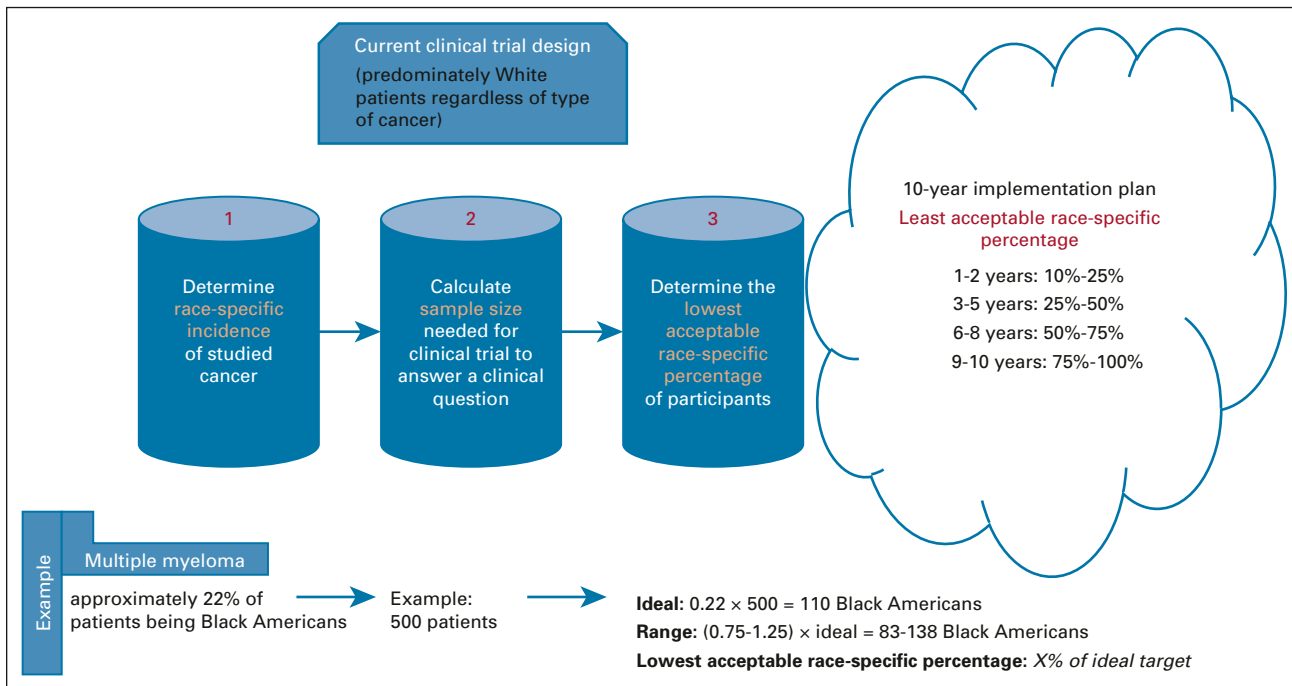 Current clinical trial design
(predominately White
patients regardless of type
of cancer)
1
Determine
race-specific
incidence
of studied
cancer
2
Calculate
sample size
needed for
clinical trial to
answer a clinical
question
3
Determine the
lowest
acceptable
race-specific
percentage
of participants
10-year implementation plan
Least acceptable race-specific
percentage
1-2 years: 10%-25%
3-5 years: 25%-50%
6-8 years: 50%-75%
9-10 years: 75%-100%
Example
Multiple myeloma
approximately 22% of
patients being Black Americans
Example:
500 patients
Ideal: 0.22 × 500 = 110 Black Americans
Range: (0.75-1.25) × ideal = 83-138 Black Americans
Lowest acceptable race-specific percentage: X% of ideal target